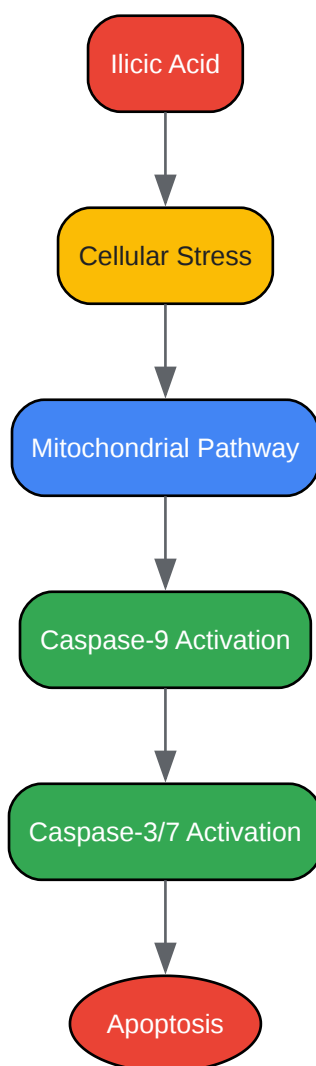 Ilicic Acid
Cellular Stress
Mitochondrial Pathway
Caspase-9 Activation
Caspase-3/7 Activation
Apoptosis